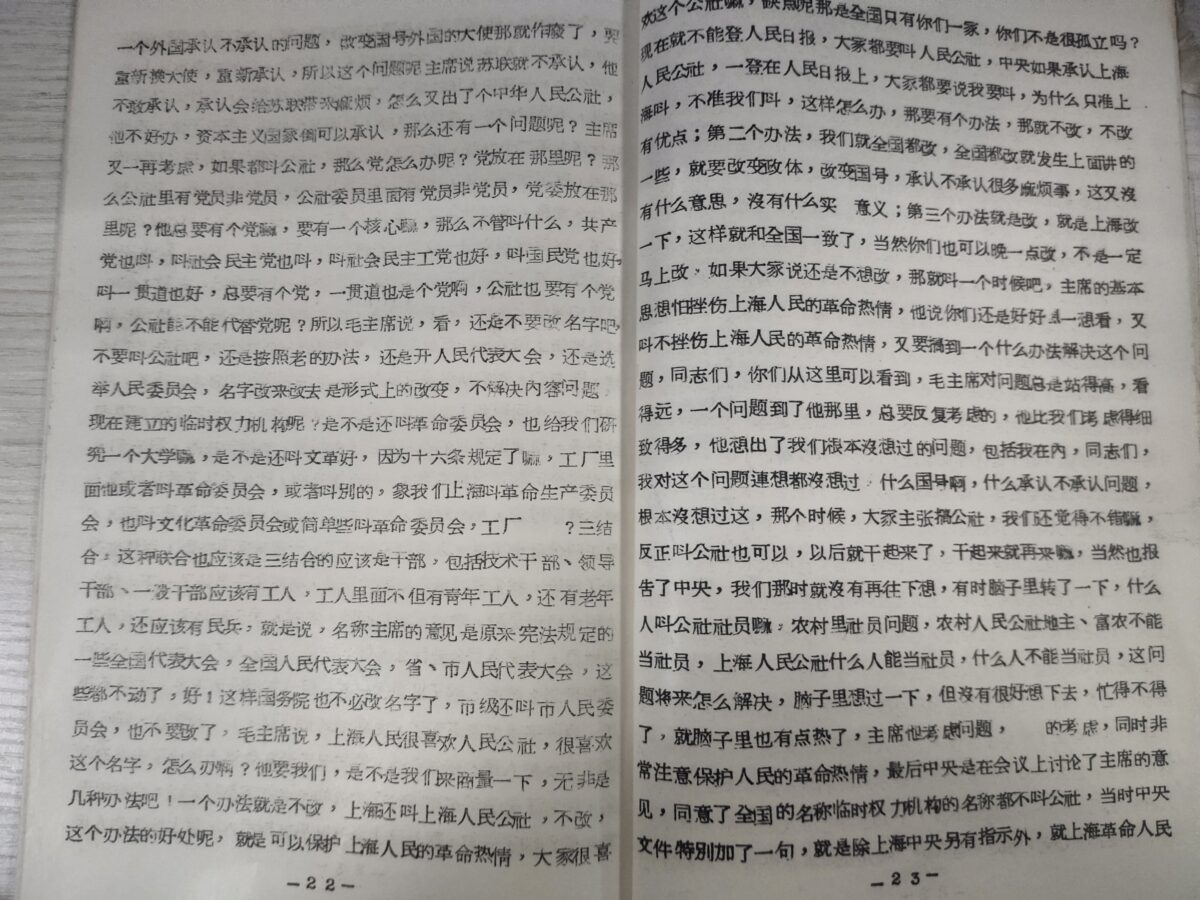 一个外国承认不承认的问题，改变国号外国的大使那就作废了，要
重新换大使，重新承认，所以这个问题呢主席说苏联就不承认，他
不敢承认，承认会给苏联带来麻烦，怎么又出了个中华人民公社，
他不好办，资本主义国家倒可以承认，那么还有一个问题呢？主席
又一再考虑，如果都叫公社，那么党怎么办呢？党放在那里呢？那
么公社里有党员非党员，公社委员里面有党员非党员，党委放在那
里呢？他总要有个党嘛，要有一个核心嘛，那么不管叫什么，共产
党也叫，叫社会民主党也叫，叫社会民主工党也好，叫国民党也好，
叫一贯道也好，总要有个党，一贯道也是个党啊，公社也要有个党
啊，公社能不能代替党呢？所以毛主席说，看，还是不要改名字吧，
不要叫公社吧，还是按照老的办法，还是开人民代表大会，还是选
举人民委员会，名字改来改去是形式上的改变，不解决内容问题，
现在建立的临时权力机构呢？是不是还叫革命委员会，也给我们研
究一个大学嘛，是不是还叫文革好，因为十六条规定了嘛，工厂里
面他或者叫革命委员会，或者叫别的，象我们上海叫革命生产委员
会，也叫文化革命委员会或简单些叫革命委员会，工厂　　？三结
合，这种联合也应该是三结合的应该是干部，包括技术干部、领导
干部、一般干部应该有工人，工人里面不但有青年工人，还有老年
工人，还应该有民兵，就是说，名称主席的意见是原来宪法规定的
一些全国代表大会，全国人民代表大会，省、市人民代表大会，这
些都不动了，好！这样国务院也不必改名字了，市级还叫市人民委
员会，也不要改了，毛主席说，上海人民很喜欢人民公社，很喜欢
这个名字，怎么办啊？他要我们，是不是我们来商量一下，无非是
几种办法吧！一个办法就是不改，上海还叫上海人民公社，不改，
这个办法的好处呢，就是可以保护上海人民的革命热情，大家很喜
—22—
欢这个公社嘛，缺点呢那是全国只有你们一家，你们不是很孤立吗？
现在就不能登人民日报，大家都要叫人民公社，中央如果承认上海
人民公社，一登在人民日报上，大家都要说我要叫，为什么只准上
海叫，不准我们叫，这样怎么办，那要有个办法，那就不改，不改
有优点；第二个办法，我们就全国都改，全国都改就发生上面讲的
一些，就要改变政体，改变国号，承认不承认很多麻烦事，这又没
有什么意思，没有什么实　意义；第三个办法就是改，就是上海改
一下，这样就和全国一致了，当然你们也可以晚一点改，不是一定
马上改，如果大家说还是不想改，那就叫一个时候吧，主席的基本
思想怕挫伤上海人民的革命热情，他说你们还是好好点一想看，又
叫不挫伤上海人民的革命热情，又要搞到一个什么办法解决这个问
题，同志们，你们从这里可以看到，毛主席对问题总是站得高，看
得远，一个问题到了他那里，总要反复考虑的，他比我们考虑得细
致得多，他想出了我们根本没想过的问题，包括我在内，同志们，
我对这个问题连想都没想过，什么国号啊，什么承认不承认问题，
根本没想过这，那个时候，大家主张搞公社，我们还觉得不错嘛，
反正叫公社也可以，以后就干起来了，干起来就再来嘛，当然也报
告了中央，我们那时就没有再往下想，有时脑子里转了一下，什么
人叫公社社员嘛，农村里社员问题，农村人民公社地主、富农不能
当社员，上海人民公社什么人能当社员，什么人不能当社员，这问
题将来怎么解决，脑子里想过一下，但没有很好想下去，忙得不得
了，就脑子里也有点热了，主席他考虑问题，　　的考虑，同时非
常注意保护人民的革命热情，最后中央是在会议上讨论了主席的意
见，同意了全国的名称临时权力机构的名称都不叫公社，当时中央
文件特别加了一句，就是除上海中央另有指示外，就上海革命人民
—23—